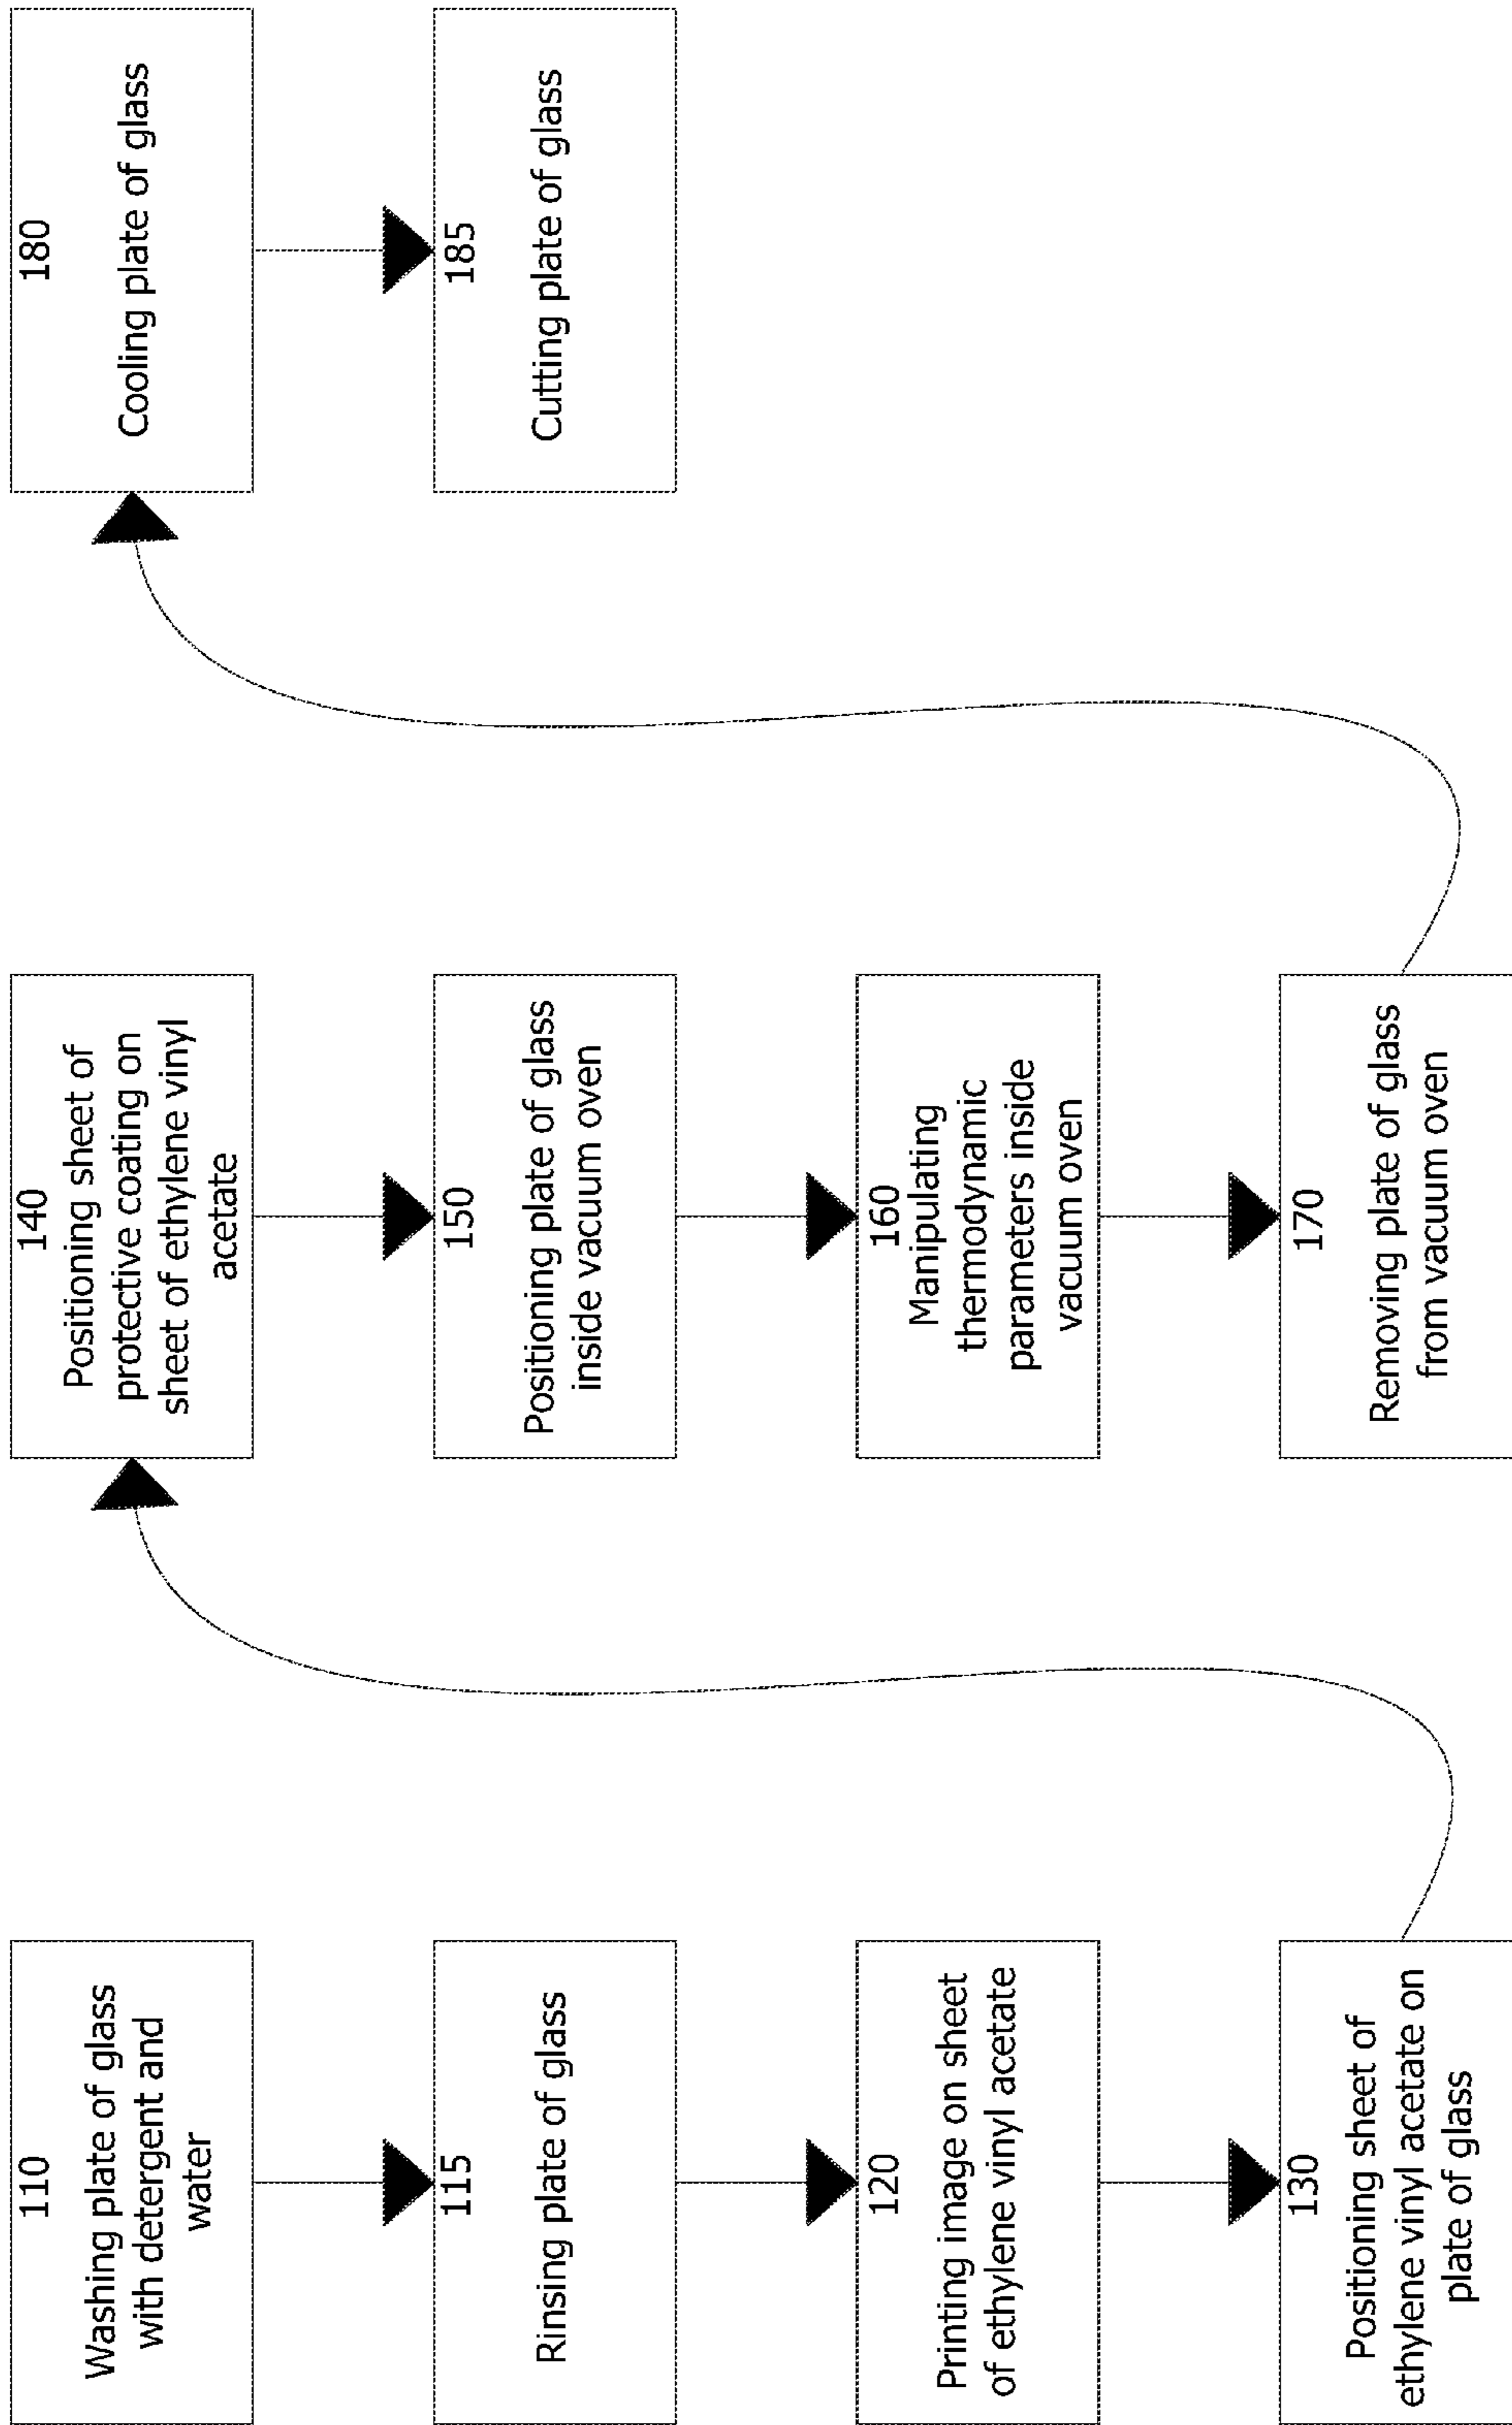 110
Washing plate of glass
with detergent and
water
115
Rinsing plate of glass
120
Printing image on sheet
of ethylene vinyl acetate
130
Positioning sheet of
ethylene vinyl acetate on
plate of glass
140
Positioning sheet of
protective coating on
sheet of ethylene vinyl
acetate
150
Positioning plate of glass
inside vacuum oven
160
Manipulating
thermodynamic
parameters inside
vacuum oven
170
Removing plate of glass
from vacuum oven
180
Cooling plate of glass
185
Cutting plate of glass